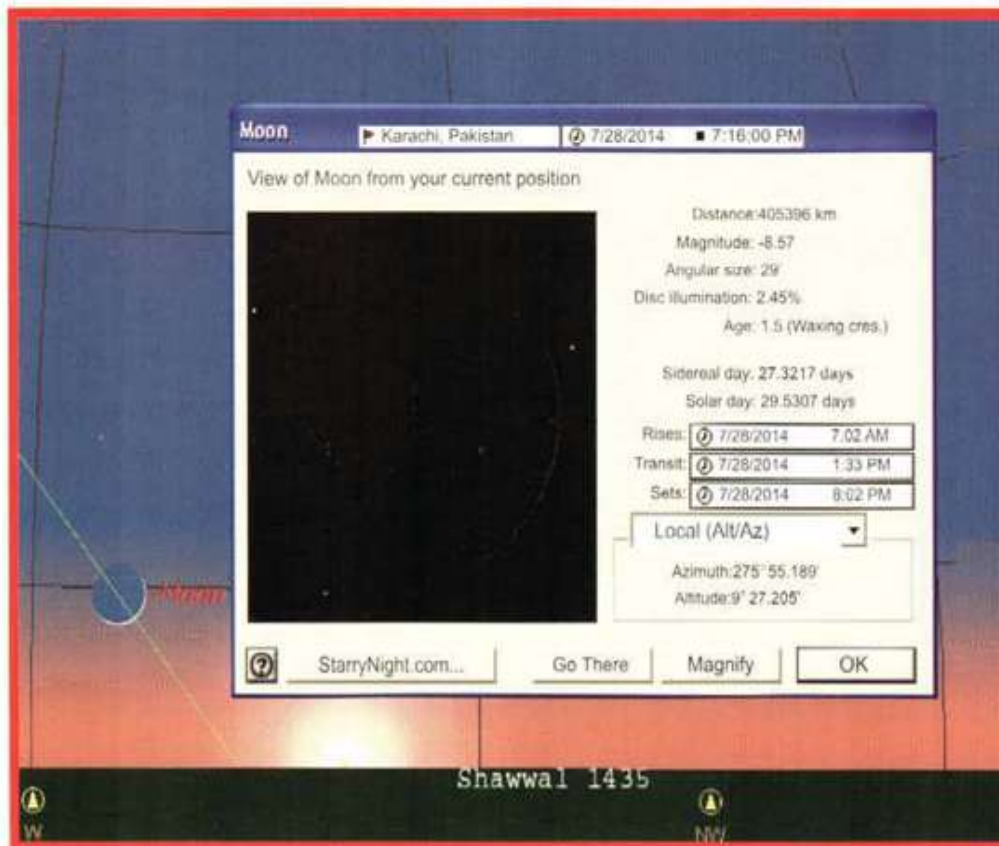 Moon
Karachi, Pakistan
7/28/2014
7:16:00 PM
View of Moon from your current position
Distance:405396 km
Magnitude: -8.57
Angular size: 29'
Disc illumination: 2.45%
Age: 1.5 (Waxing cres.)
Sidereal day: 27.3217 days
Solar day: 29.5307 days
Rises: 7/28/2014 7:02 AM
Transit: 7/28/2014 1:33 PM
Sets: 7/28/2014 8:02 PM
Local (Alt/Az)
Azimuth:275° 55.189'
Altitude:9° 27.205'
Moon
? StarryNight.com... Go There Magnify OK
Shawwal 1435
W
NW